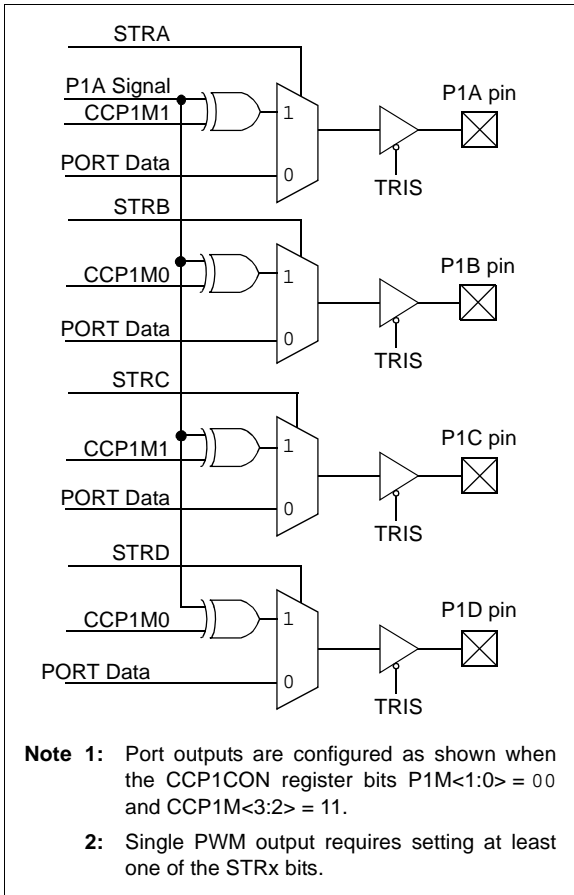 STRA
P1A Signal
CCP1M1
1
P1A pin
PORT Data
0
TRIS
STRB
CCP1M0
1
P1B pin
PORT Data
0
TRIS
STRC
CCP1M1
1
P1C pin
PORT Data
0
TRIS
STRD
CCP1M0
1
P1D pin
PORT Data
0
TRIS
Note 1: Port outputs are configured as shown when
the CCP1CON register bits P1M<1:0> = 00
and CCP1M<3:2> = 11.
2: Single PWM output requires setting at least
one of the STRx bits.